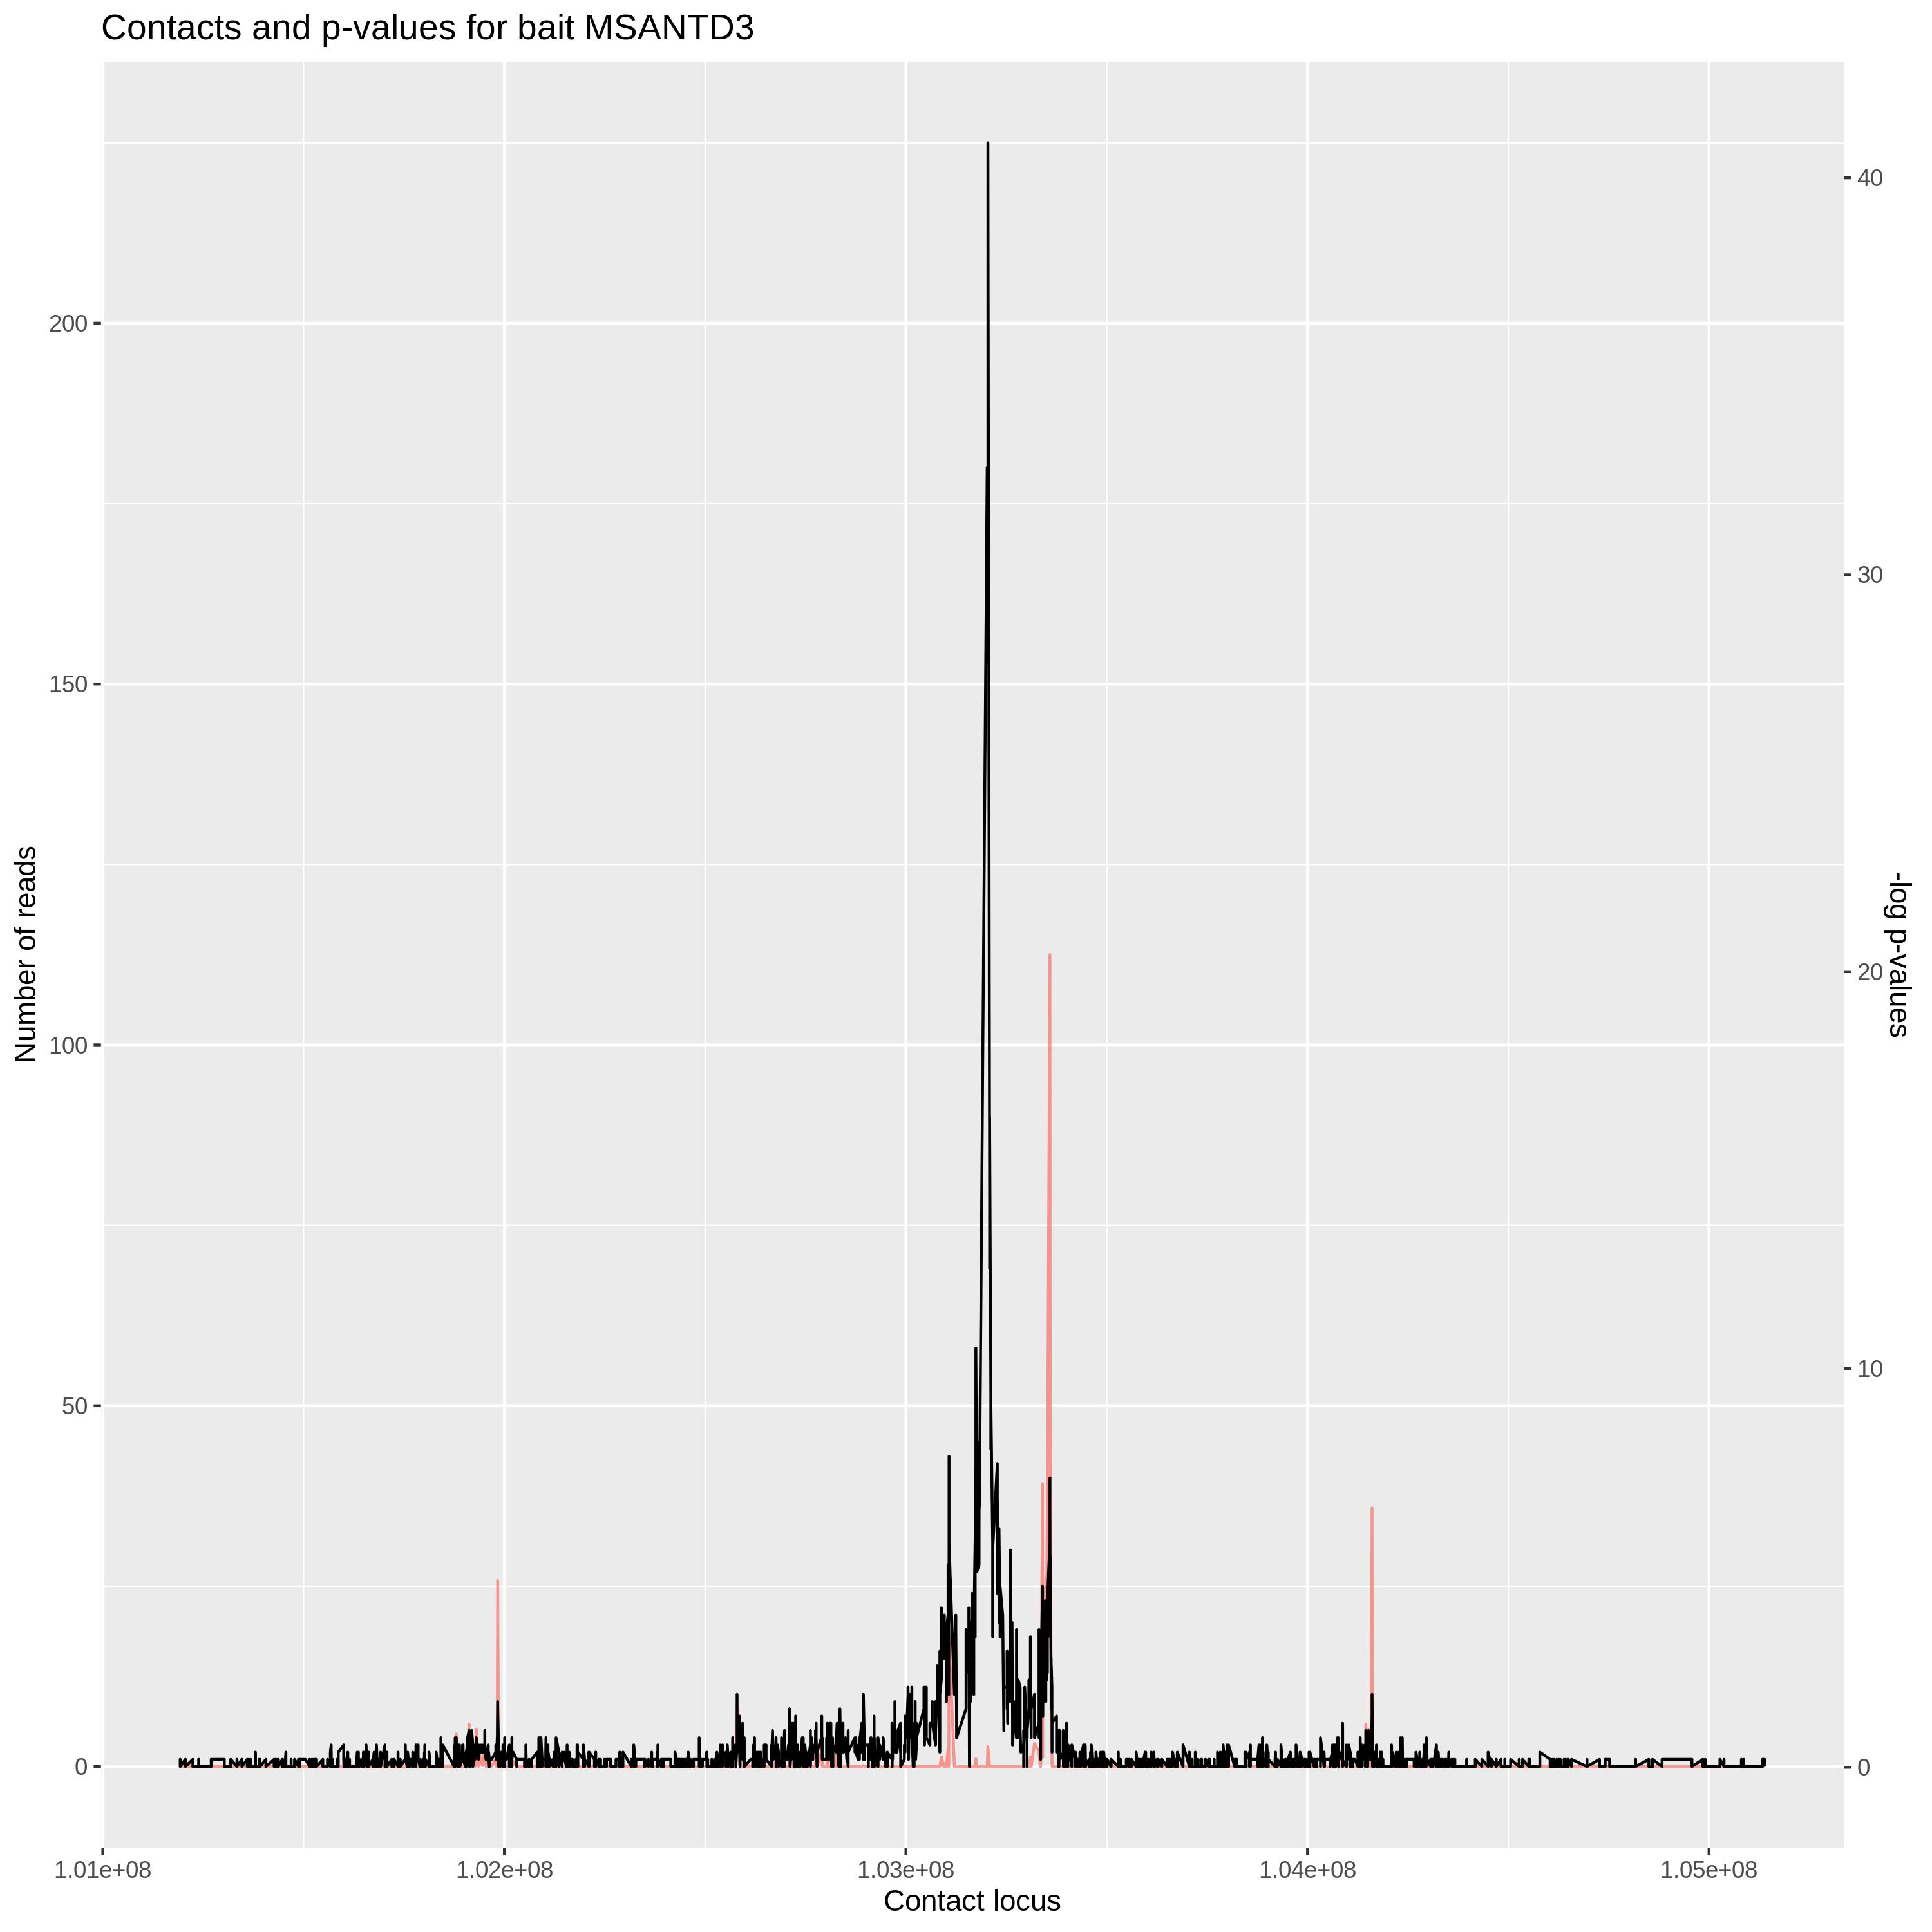 Contacts and p-values for bait MSANTD3
200
150
100
50
0
Number of reads
40
30
20
10
0
-log p-values
1.01e+08
1.02e+08
1.03e+08
1.04e+08
1.05e+08
Contact locus